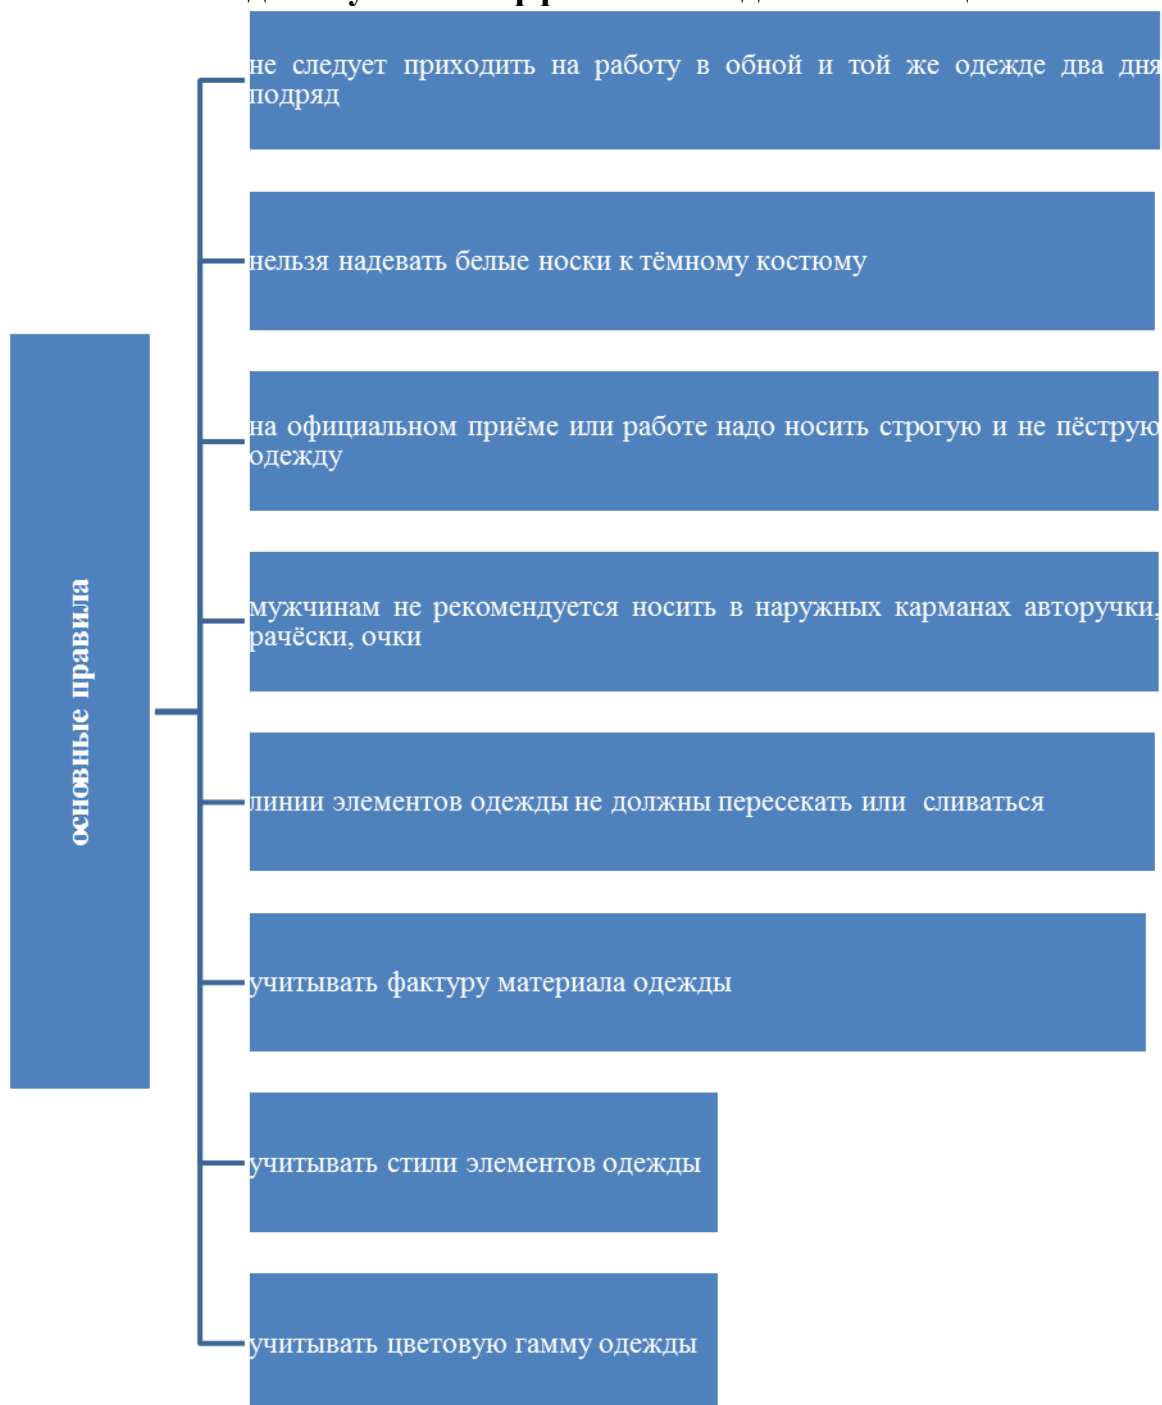 не следует приходить на работу в обной и той же одежде два дня
подряд
нельзя надевать белые носки к тёмному костюму
на официальном приёме или работе надо носить строгую и не пёструю
одежду
основные правила
мужчинам не рекомендуется носить в наружных карманах авторучки,
рачёски, очки
линии элементов одежды не должны пересекать или сливаться
учитывать фактуру материала одежды
учитывать стили элементов одежды
учитывать цветовую гамму одежды